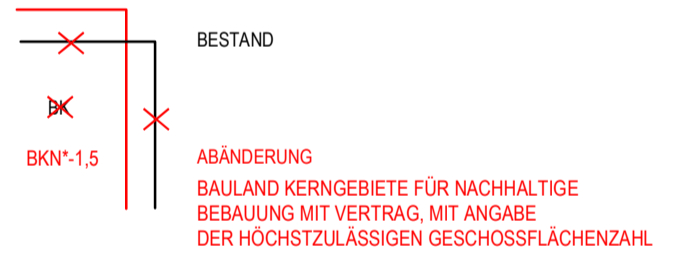 BESTAND
BK
BKN*-1,5
ABÄNDERUNG
BAULAND KERNGEBIETE FÜR NACHHALTIGE
BEBAUUNG MIT VERTRAG, MIT ANGABE
DER HÖCHSTZULÄSSIGEN GESCHOSSFLÄCHENZAHL